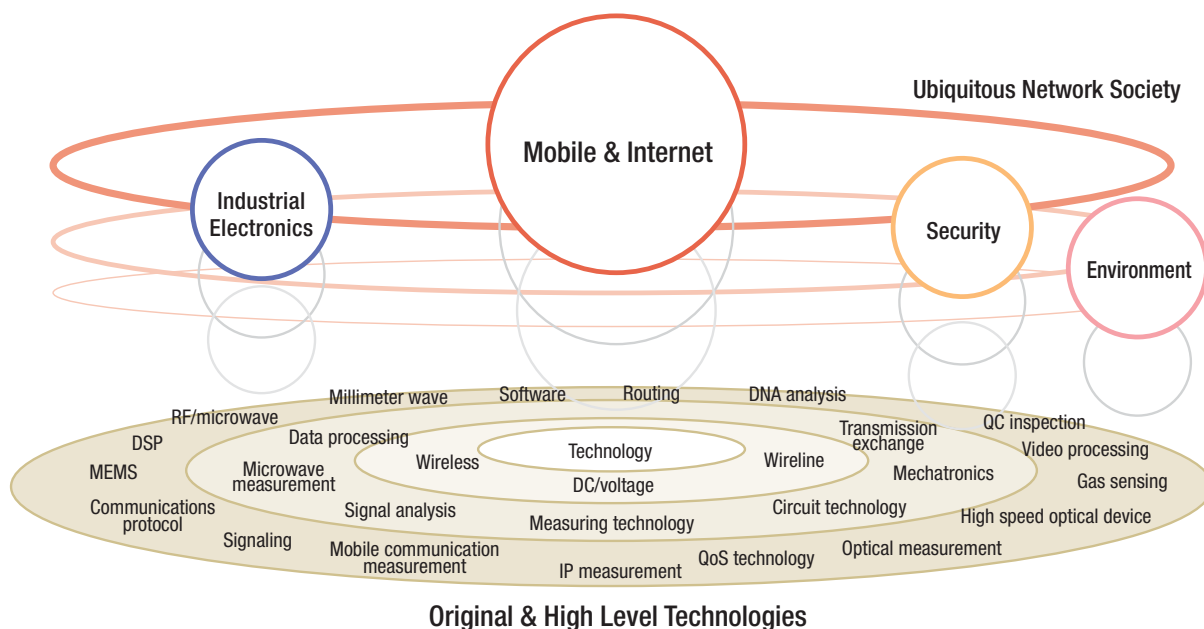 Ubiquitous Network Society
Mobile & Internet
Industrial
Electronics
Security
Environment
Millimeter wave
Software
Routing
DNA analysis
RF/microwave
QC inspection
DSP
Data processing
Transmission
exchange
Video processing
Technology
MEMS
Microwave
measurement
Wireless
Wireline
Mechatronics
Gas sensing
DC/voltage
Communications
protocol
Signal analysis
Measuring technology
Circuit technology
High speed optical device
Signaling
Mobile communication
measurement
IP measurement
QoS technology
Optical measurement
Original & High Level Technologies